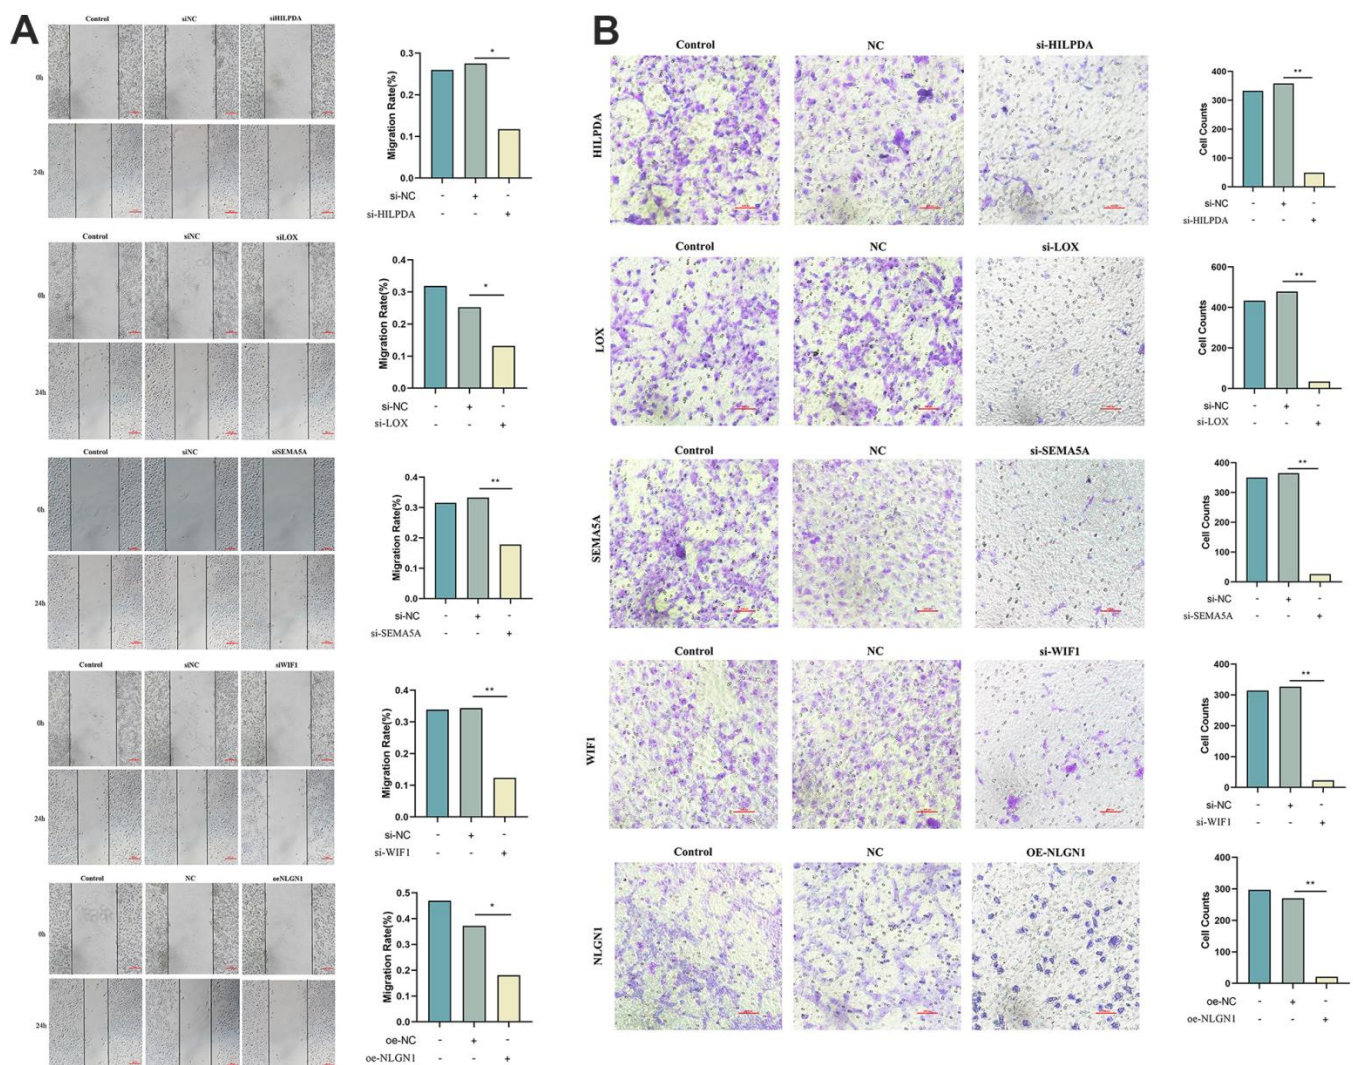 A
Control siNC siHILPDA
0h
24h
Migration Rate(%)
0.3
0.2
0.1
0.0
*
si-NC - + -
si-HILPDA - - +
Control siNC siLOX
0h
24h
Migration Rate(%)
0.4
0.3
0.2
0.1
0.0
*
si-NC - + -
si-LOX - - +
Control siNC siSEMA5A
0h
24h
Migration Rate(%)
0.4
0.3
0.2
0.1
0.0
**
si-NC - + -
si-SEMA5A - - +
Control siNC siWIF1
0h
24h
Migration Rate(%)
0.4
0.3
0.2
0.1
0.0
**
si-NC - + -
si-WIF1 - - +
Control NC oeNLGN1
0h
24h
Migration Rate(%)
0.5
0.4
0.3
0.2
0.1
0.0
*
oe-NC - + -
oe-NLGN1 - - +
B
Control NC si-HILPDA
HILPDA
Cell Counts
400
300
200
100
0
**
si-NC - + -
si-HILPDA - - +
Control NC si-LOX
LOX
Cell Counts
600
400
200
0
**
si-NC - + -
si-LOX - - +
Control NC si-SEMA5A
SEMA5A
Cell Counts
400
300
200
100
0
**
si-NC - + -
si-SEMA5A - - +
Control NC si-WIF1
WIF1
Cell Counts
400
300
200
100
0
**
si-NC - + -
si-WIF1 - - +
Control NC OE-NLGN1
NLGN1
Cell Counts
400
300
200
100
0
**
oe-NC - + -
oe-NLGN1 - - +